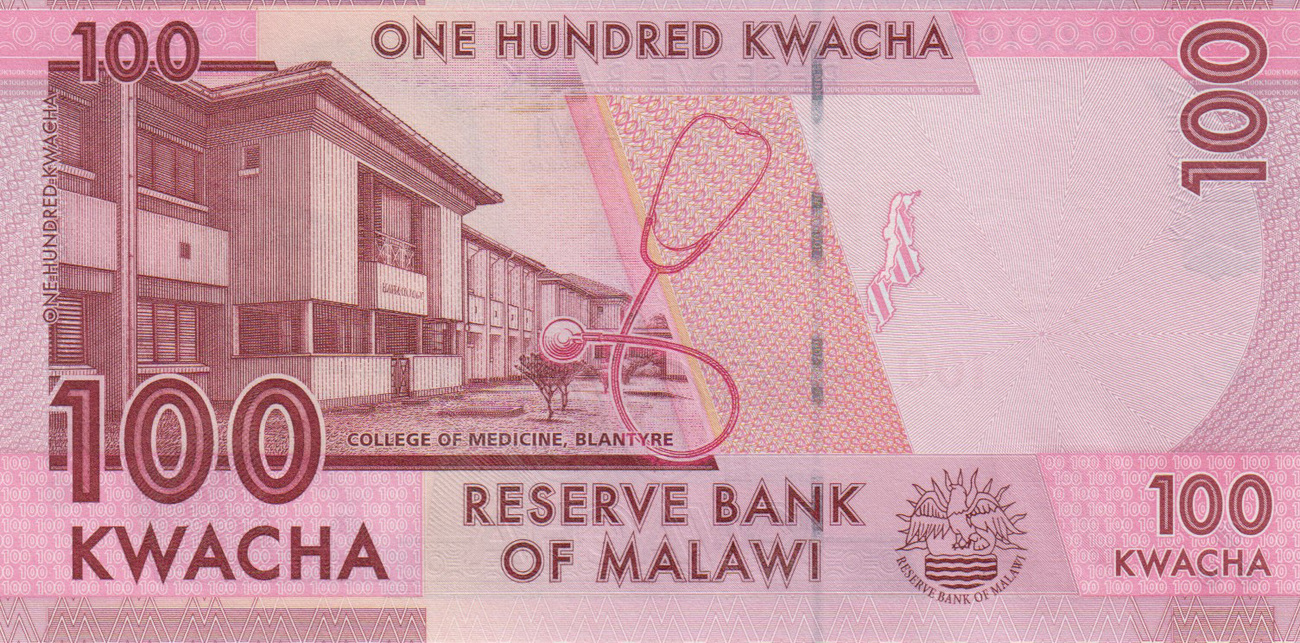 100
ONE HUNDRED KWACHA
100
ONE HUNDRED KWACHA
COLLEGE OF MEDICINE, BLANTYRE
100
KWACHA
RESERVE BANK
OF MALAWI
RESERVE BANK OF MALAWI
100
KWACHA